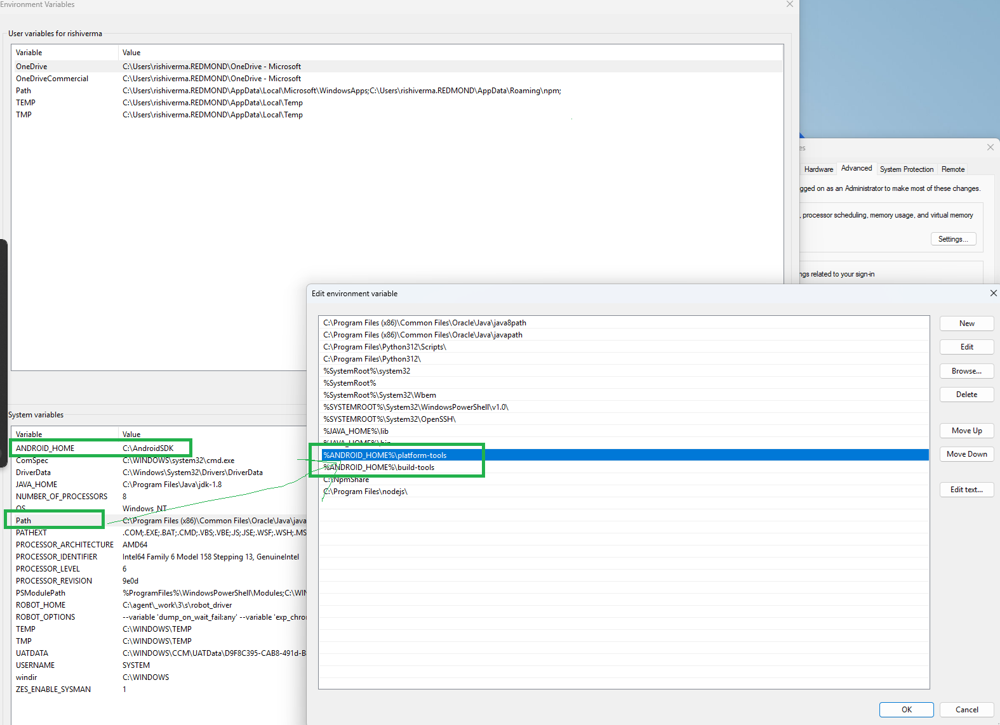 Environment Variables
User variables for rishiverma
Variable Value
OneDrive C:\Users\rishiverma.REDMOND\OneDrive - Microsoft
OneDriveCommercial C:\Users\rishiverma.REDMOND\OneDrive - Microsoft
Path C:\Users\rishiverma.REDMOND\AppData\Local\Microsoft\WindowsApps;C:\Users\rishiverma.REDMOND\AppData\Roaming\npm;
TEMP C:\Users\rishiverma.REDMOND\AppData\Local\Temp
TMP C:\Users\rishiverma.REDMOND\AppData\Local\Temp
es
Hardware Advanced System Protection Remote
gged on as an Administrator to make most of these changes.
, processor scheduling, memory usage, and virtual memory
Settings...
ngs related to your sign-in
System variables
Variable Value
ANDROID_HOME C:\AndroidSDK
ComSpec C:\WINDOWS\system32\cmd.exe
DriverData C:\Windows\System32\Drivers\DriverData
JAVA_HOME C:\Program Files\Java\jdk-1.8
NUMBER_OF_PROCESSORS 8
OS Windows_NT
Path C:\Program Files (x86)\Common Files\Oracle\Java\java
PATHEXT .COM;.EXE;.BAT;.CMD;.VBS;.VBE;.JS;.JSE;.WSF;.WSH;.MS
PROCESSOR_ARCHITECTURE AMD64
PROCESSOR_IDENTIFIER Intel64 Family 6 Model 158 Stepping 13, GenuineIntel
PROCESSOR_LEVEL 6
PROCESSOR_REVISION 9e0d
PSModulePath %ProgramFiles%\WindowsPowerShell\Modules;C:\WIN
ROBOT_HOME C:\agent\_work\3\s\robot_driver
ROBOT_OPTIONS --variable 'dump_on_wait_fail:any' --variable 'exp_chro
TEMP C:\WINDOWS\TEMP
TMP C:\WINDOWS\TEMP
UATDATA C:\WINDOWS\CCM\UATData\D9F8C395-CAB8-491d-B
USERNAME SYSTEM
windir C:\WINDOWS
ZES_ENABLE_SYSMAN 1
Edit environment variable
C:\Program Files (x86)\Common Files\Oracle\Java\java8path
C:\Program Files (x86)\Common Files\Oracle\Java\javapath
C:\Program Files\Python312\Scripts\
C:\Program Files\Python312\
%SystemRoot%\system32
%SystemRoot%
%SystemRoot%\System32\Wbem
%SYSTEMROOT%\System32\WindowsPowerShell\v1.0\
%SYSTEMROOT%\System32\OpenSSH\
%JAVA_HOME%\lib
%JAVA_HOME%\bin
%ANDROID_HOME%\platform-tools
%ANDROID_HOME%\build-tools
C:\NpmShare
C:\Program Files\nodejs\
New
Edit
Browse...
Delete
Move Up
Move Down
Edit text...
OK Cancel